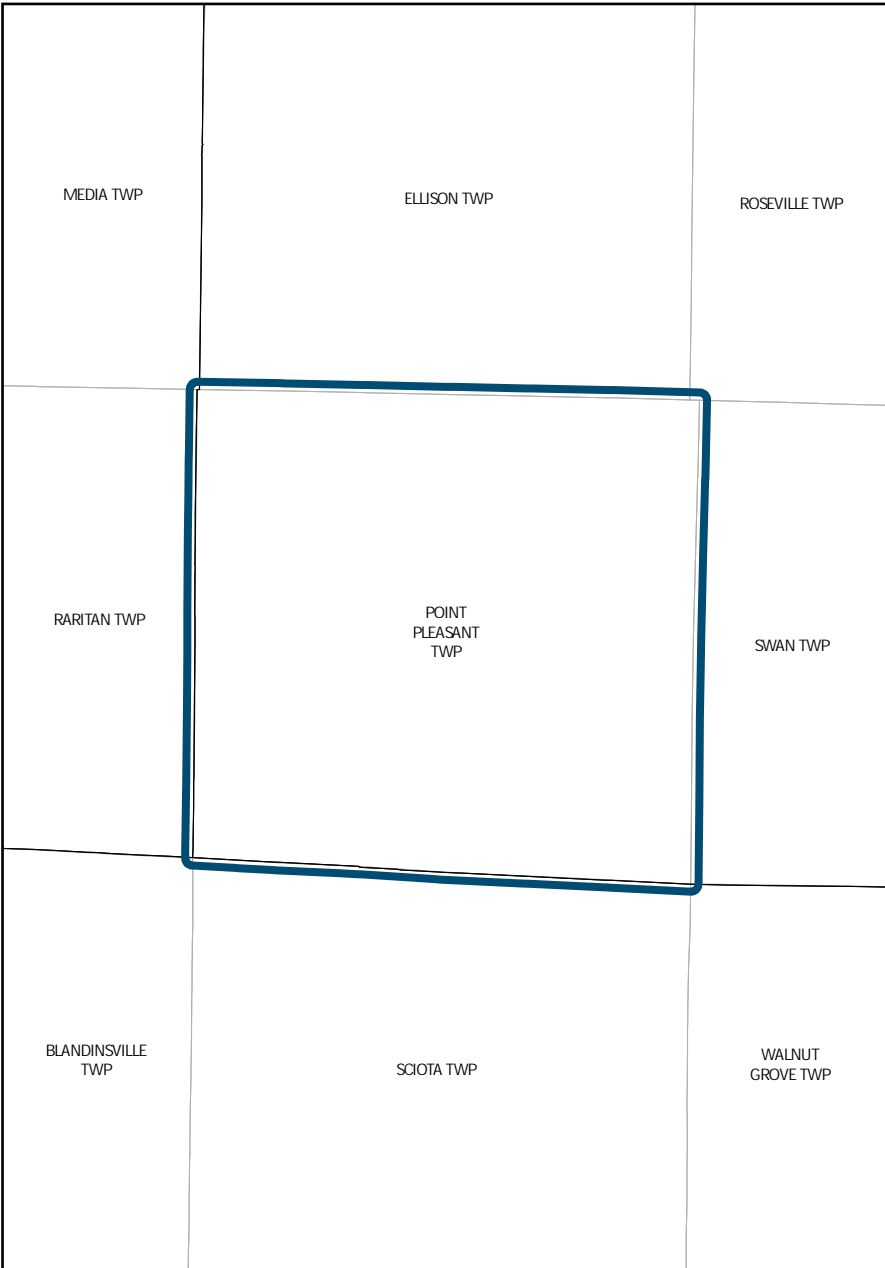 MEDIA TWP
ELLISON TWP
ROSEVILLE TWP
RARITAN TWP
POINT
PLEASANT
TWP
SWAN TWP
BLANDINSVILLE
TWP
SCIOTA TWP
WALNUT
GROVE TWP